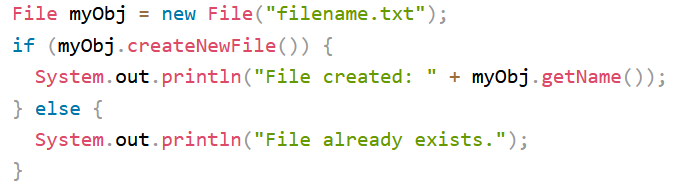 File myObj = new File("filename.txt");
if (myObj.createNewFile()) {
  System.out.println("File created: " + myObj.getName());
} else {
  System.out.println("File already exists.");
}